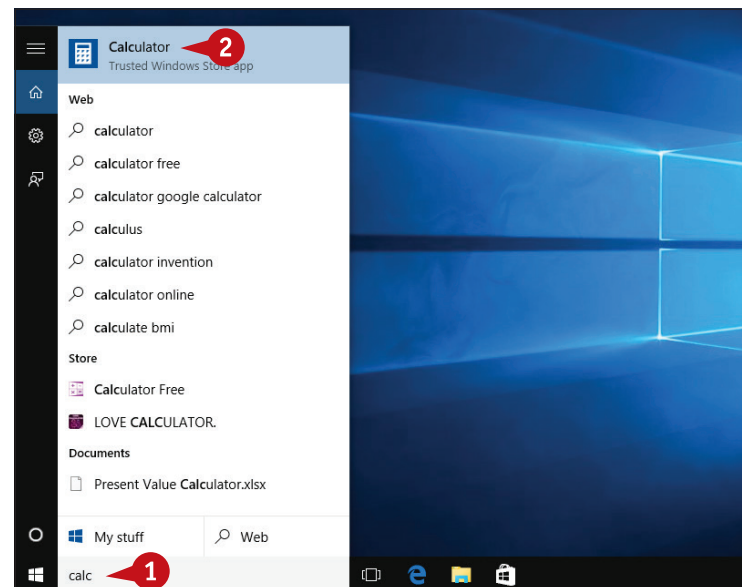 Calculator
2
Trusted Windows Store app
Web
calculator
calculator free
calculator google calculator
calculus
calculator invention
calculator online
calculate bmi
Store
Calculator Free
LOVE CALCULATOR.
Documents
Present Value Calculator.xlsx
My stuff
Web
calc
1